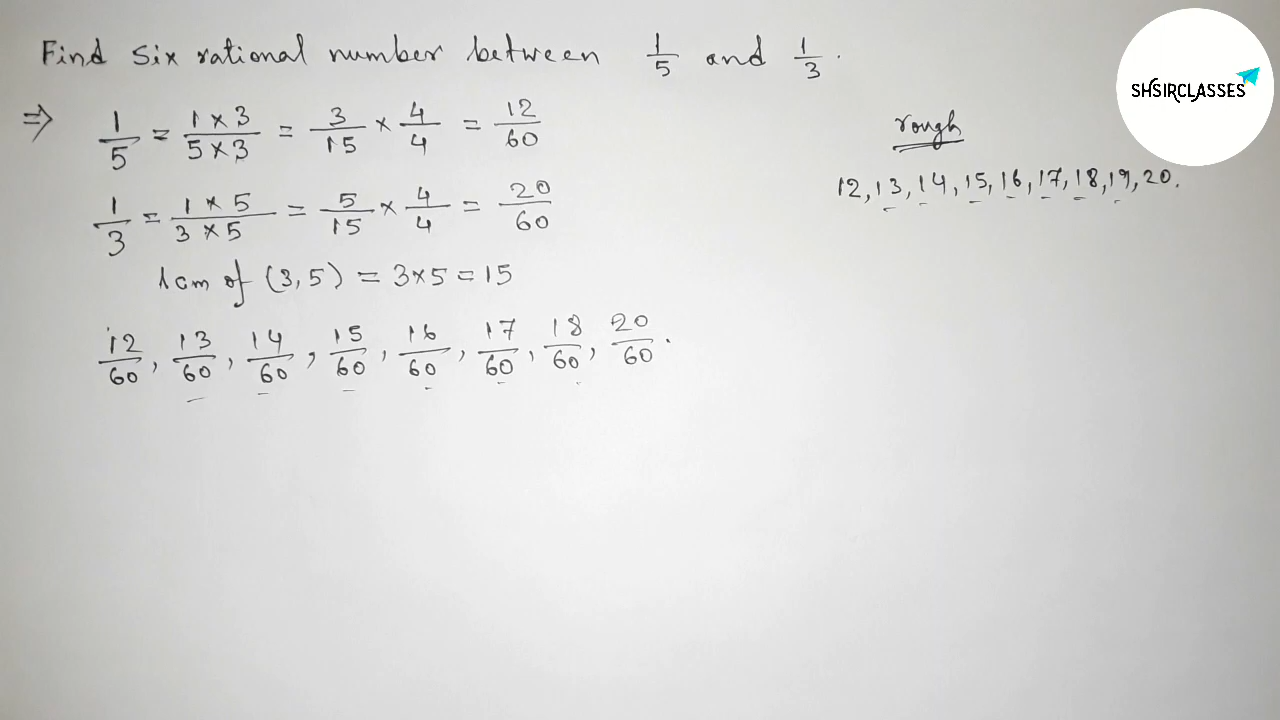 Find Six rational number between 1/5 and 1/3.
SHSIRCLASSES
⇒ 1/5 = 1×3/5×3 = 3/15 × 4/4 = 12/60
rough
12, 13, 14, 15, 16, 17, 18, 19, 20.
1/3 = 1×5/3×5 = 5/15 × 4/4 = 20/60
lcm of (3,5) = 3×5 = 15
12/60, 13/60, 14/60, 15/60, 16/60, 17/60, 18/60, 20/60.